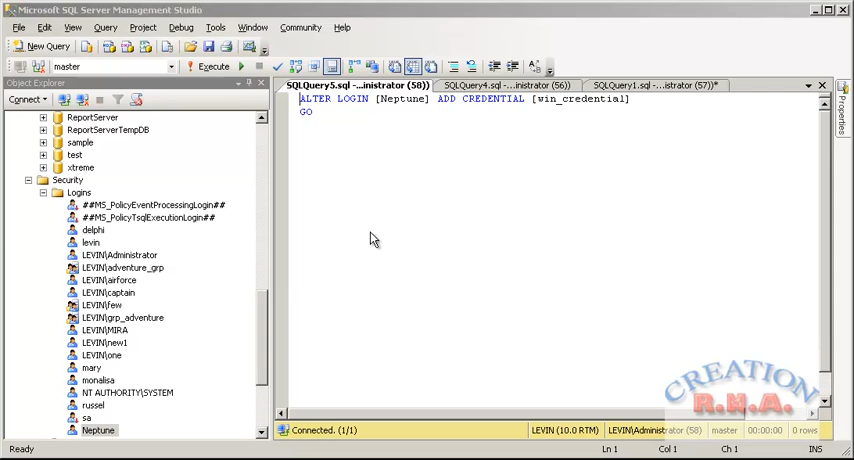 Microsoft SQL Server Management Studio
File Edit View Query Project Debug Tools Window Community Help
New Query
master Execute
Object Explorer
Connect
ReportServer
ReportServerTempDB
sample
test
xtreme
Security
Logins
##MS_PolicyEventProcessingLogin##
##MS_PolicyTsqlExecutionLogin##
delphi
levin
LEVIN\Administrator
LEVIN\adventure_grp
LEVIN\airforce
LEVIN\captain
LEVIN\few
LEVIN\grp_adventure
LEVIN\MIRA
LEVIN\new1
LEVIN\one
mary
monalisa
NT AUTHORITY\SYSTEM
russel
sa
Neptune
SQLQuery5.sql -...inistrator (58)) SQLQuery4.sql -...inistrator (56)) SQLQuery1.sql -...istrator (57))*
ALTER LOGIN [Neptune] ADD CREDENTIAL [win_credential]
GO
Properties
CREATION
R.N.A.
Connected. (1/1) LEVIN (10.0 RTM) LEVIN\Administrator (58) master 00:00:00 0 rows
Ready Ln 1 Col 1 Ch 1 INS